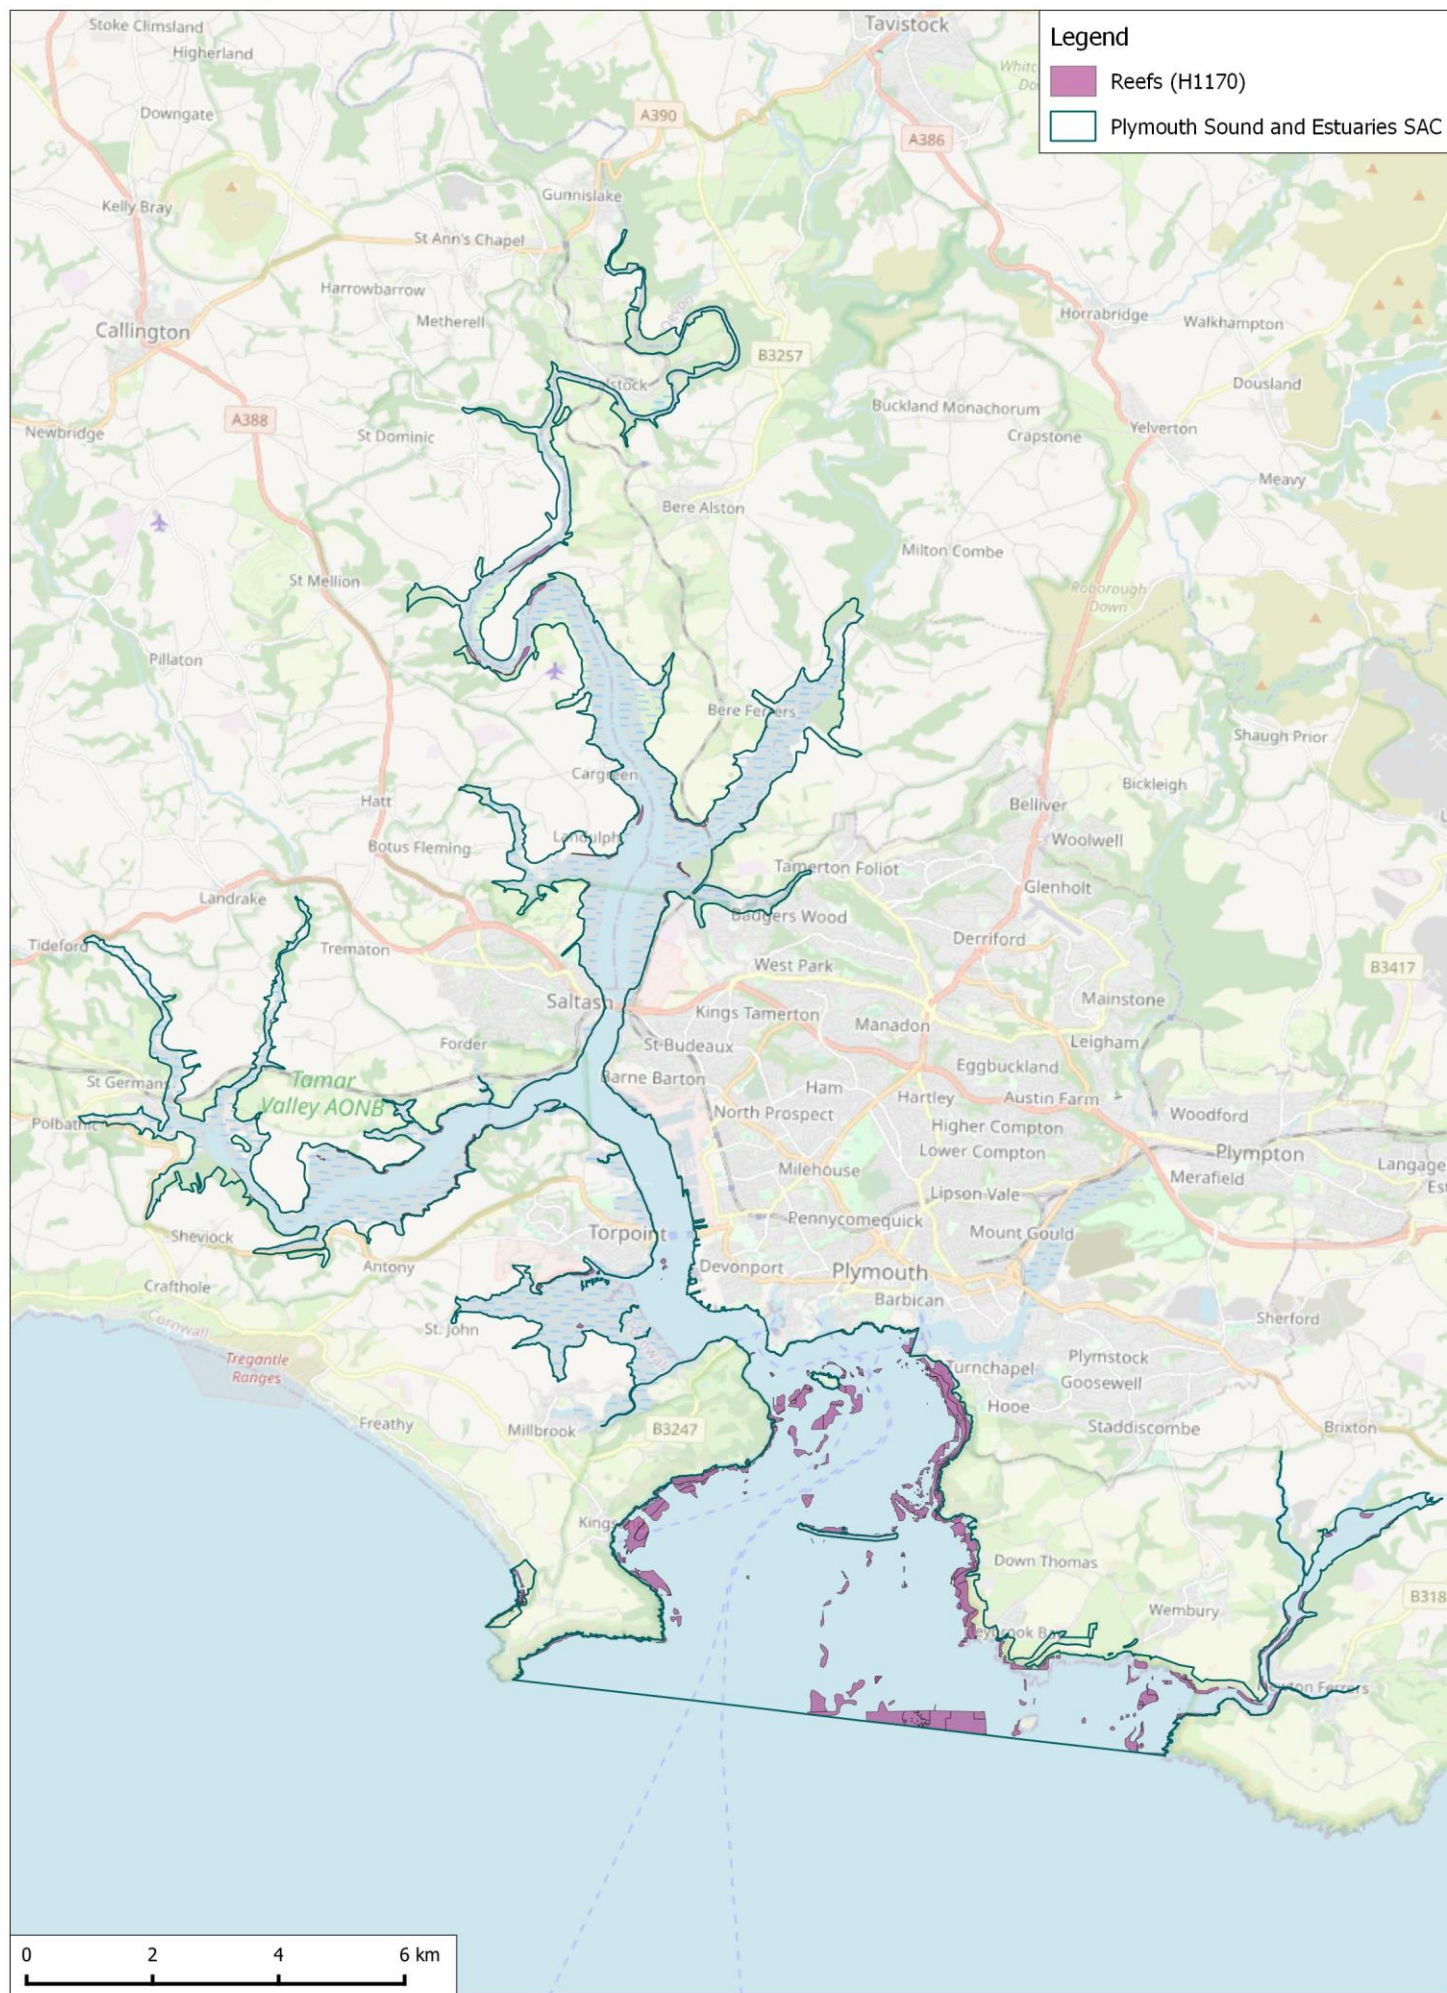 Stoke Climsland
Tavistock
Higherland
Legend
Reefs (H1170)
Plymouth Sound and Estuaries SAC
Downgate
A390
A386
Gunnislake
Kelly Bray
St Ann's Chapel
Harrowbarrow
Devon
Metherell
Horrabridge
Walkhampton
Callington
B3257
Dousland
Buckland Monachorum
A388
Newbridge
St Dominic
Crapstone
Yelverton
Meavy
Bere Alston
Milton Combe
St Mellion
Roborough
Down
Pillaton
Shaugh Prior
Cargreen
Bickleigh
Hatt
Belliver
Landulph
Woolwell
Botus Fleming
Tamerton Foliot
Glenholt
Landrake
Badgers Wood
Tideford
Trematon
Derriford
West Park
B3417
Saltash
Kings Tamerton
Mainstone
Manadon
Forder
St Budeaux
Leigham
Eggbuckland
St Germans
Tamar
Valley AONB
Barne Barton
Ham
Hartley
Austin Farm
North Prospect
Woodford
Polbathic
Higher Compton
Lower Compton
Plympton
Milehouse
Merafield
Langage
Lipson Vale
Pennycomequick
Mount Gould
Sheviock
Torpoint
Antony
Devonport
Plymouth
Crafthole
Barbican
Sherford
Cornwall
St. John
Tregantle
Ranges
Turnchapel
Plymstock
Goosewell
Hooe
Freathy
Millbrook
B3247
Staddiscombe
Brixton
Kings
Down Thomas
B318
Wembury
Newton Ferrers
0
2
4
6 km